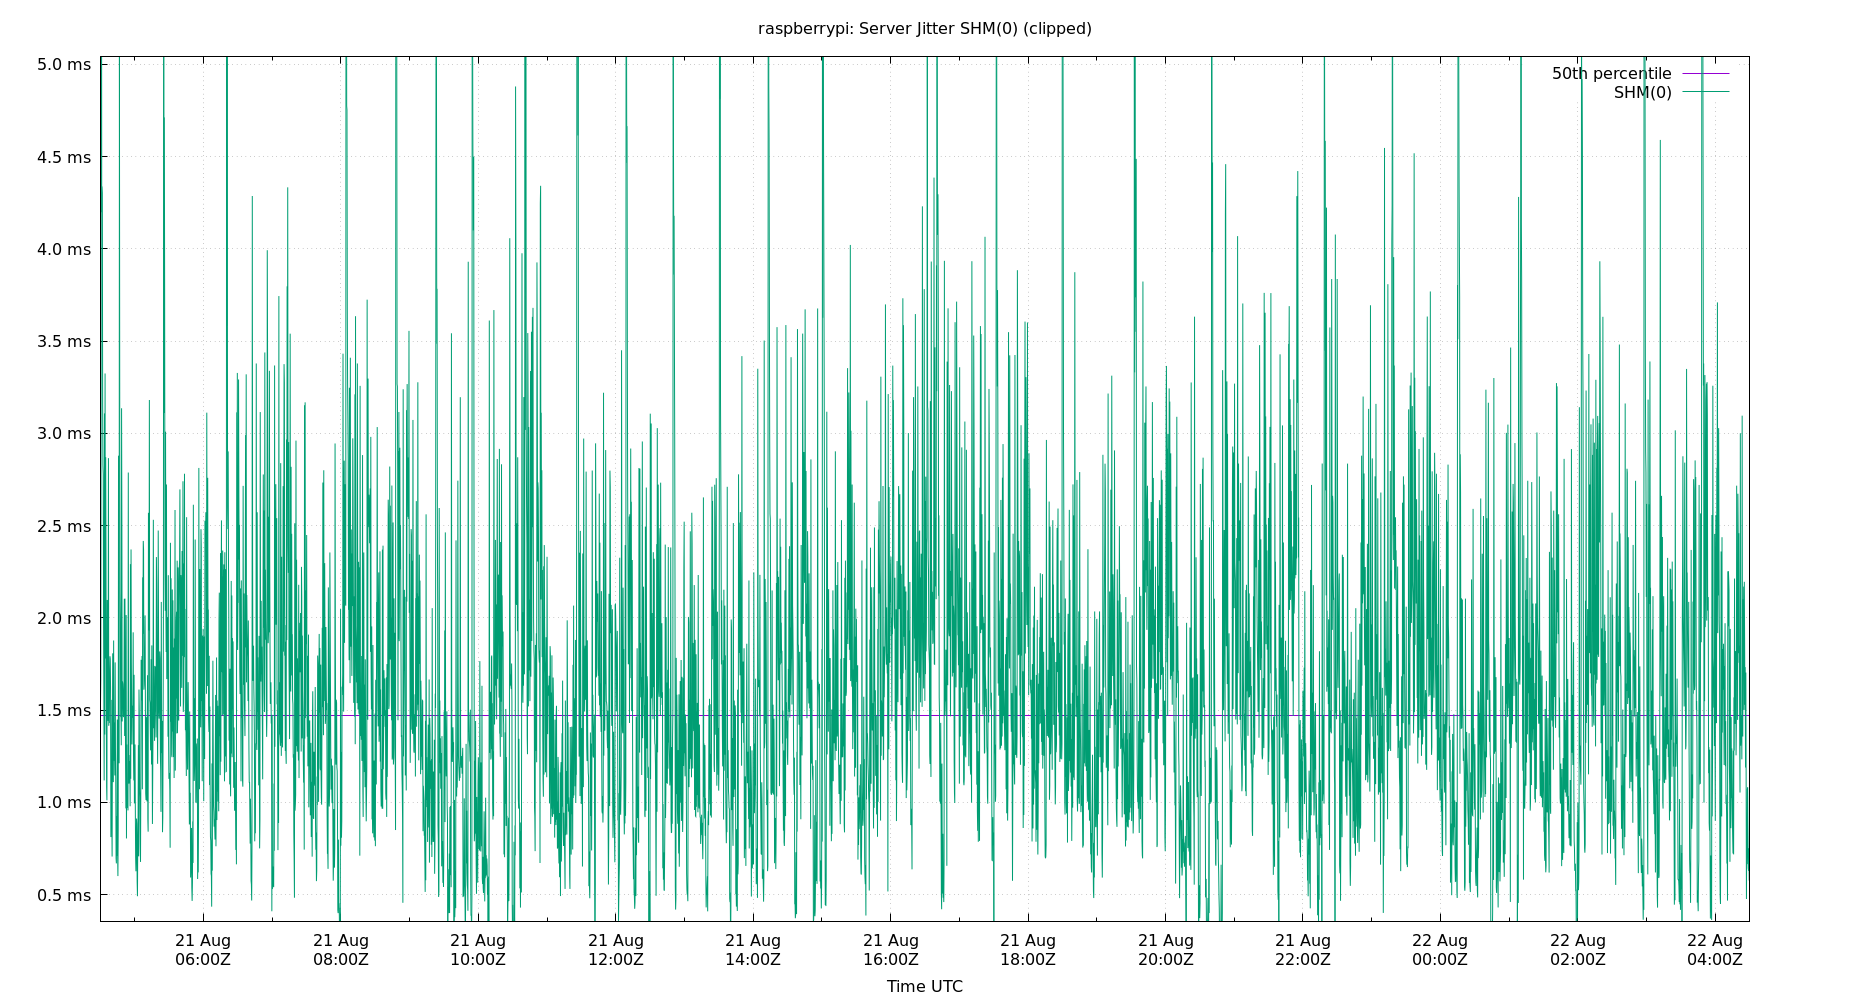 raspberrypi: Server Jitter SHM(0) (clipped)
50th percentile
SHM(0)
5.0 ms
4.5 ms
4.0 ms
3.5 ms
3.0 ms
2.5 ms
2.0 ms
1.5 ms
1.0 ms
0.5 ms
21 Aug 21 Aug 21 Aug 21 Aug 21 Aug 21 Aug 21 Aug 21 Aug 21 Aug 22 Aug 22 Aug 22 Aug
06:00Z 08:00Z 10:00Z 12:00Z 14:00Z 16:00Z 18:00Z 20:00Z 22:00Z 00:00Z 02:00Z 04:00Z
Time UTC